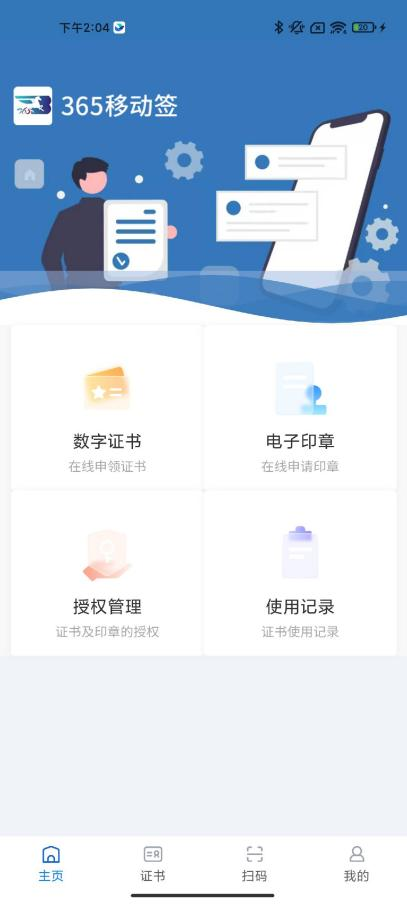 下午2:04
20
365移动签
数字证书
在线申领证书
电子印章
在线申请印章
授权管理
证书及印章的授权
使用记录
证书使用记录
主页
证书
扫码
我的